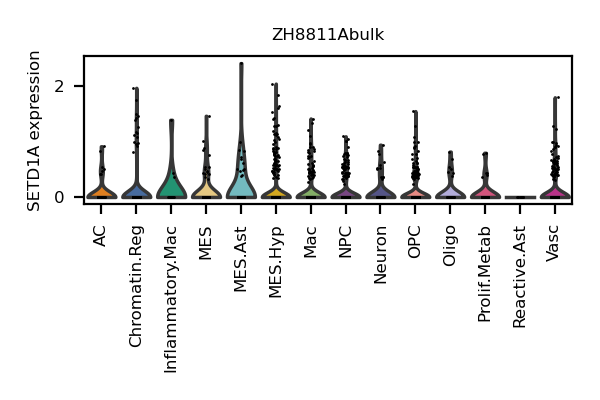 ZH8811Abulk
SETD1A expression
2
0
AC
Chromatin.Reg
Inflammatory.Mac
MES
MES.Ast
MES.Hyp
Mac
NPC
Neuron
OPC
Oligo
Prolif.Metab
Reactive.Ast
Vasc